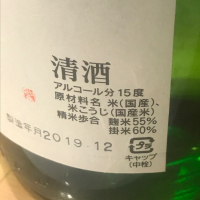 清酒
アルコール分15度
原材料名 米(国産)、
米こうじ(国産米)
精米歩合 麹米55%
掛米60%
製造年月2019.12
キャップ
(中栓)